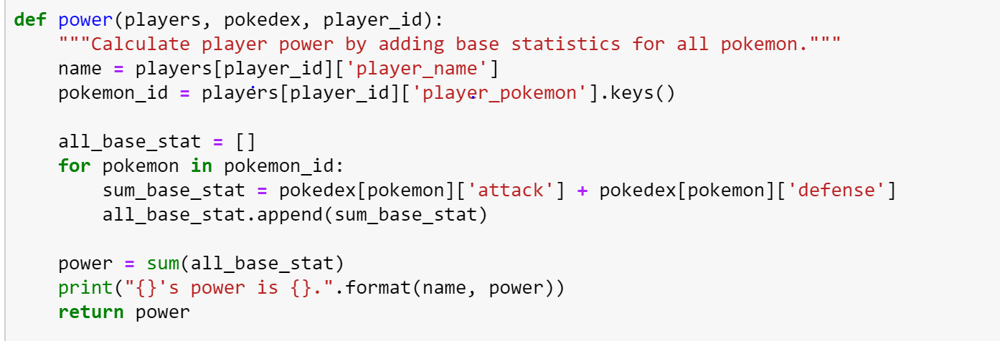 def power(players, pokedex, player_id):
    """Calculate player power by adding base statistics for all pokemon."""
    name = players[player_id]['player_name']
    pokemon_id = players[player_id]['player_pokemon'].keys()

    all_base_stat = []
    for pokemon in pokemon_id:
        sum_base_stat = pokedex[pokemon]['attack'] + pokedex[pokemon]['defense']
        all_base_stat.append(sum_base_stat)

    power = sum(all_base_stat)
    print("{}'s power is {}.".format(name, power))
    return power